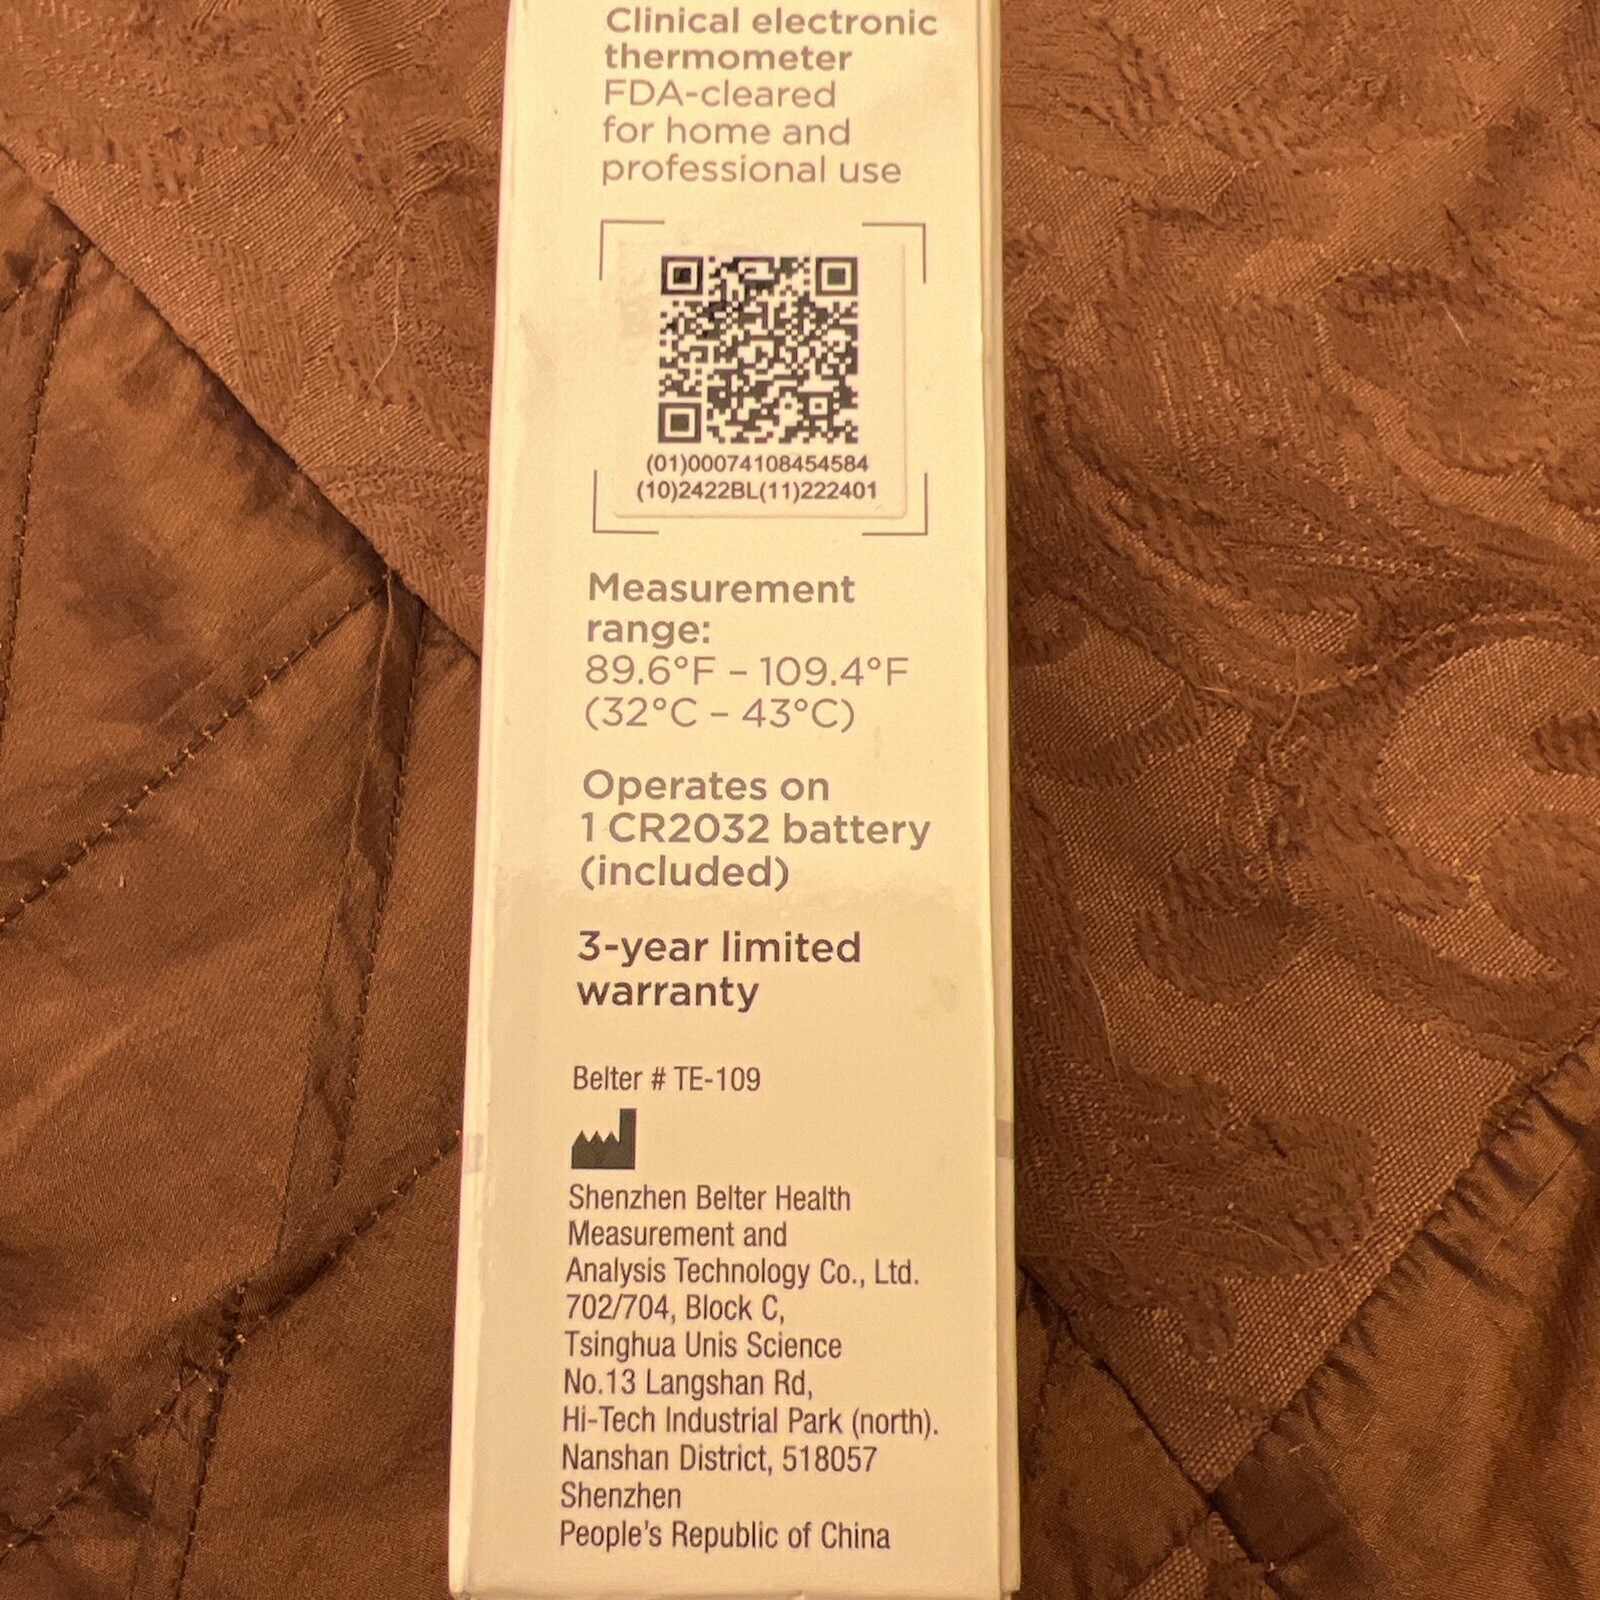 Clinical electronic
thermometer
FDA-cleared
for home and
professional use
(01)00074108454584
(10)2422BL(11)222401
Measurement
range:
89.6°F – 109.4°F
(32°C – 43°C)
Operates on
1 CR2032 battery
(included)
3-year limited
warranty
Belter # TE-109
Shenzhen Belter Health
Measurement and
Analysis Technology Co., Ltd.
702/704, Block C,
Tsinghua Unis Science
No.13 Langshan Rd,
Hi-Tech Industrial Park (north).
Nanshan District, 518057
Shenzhen
People's Republic of China